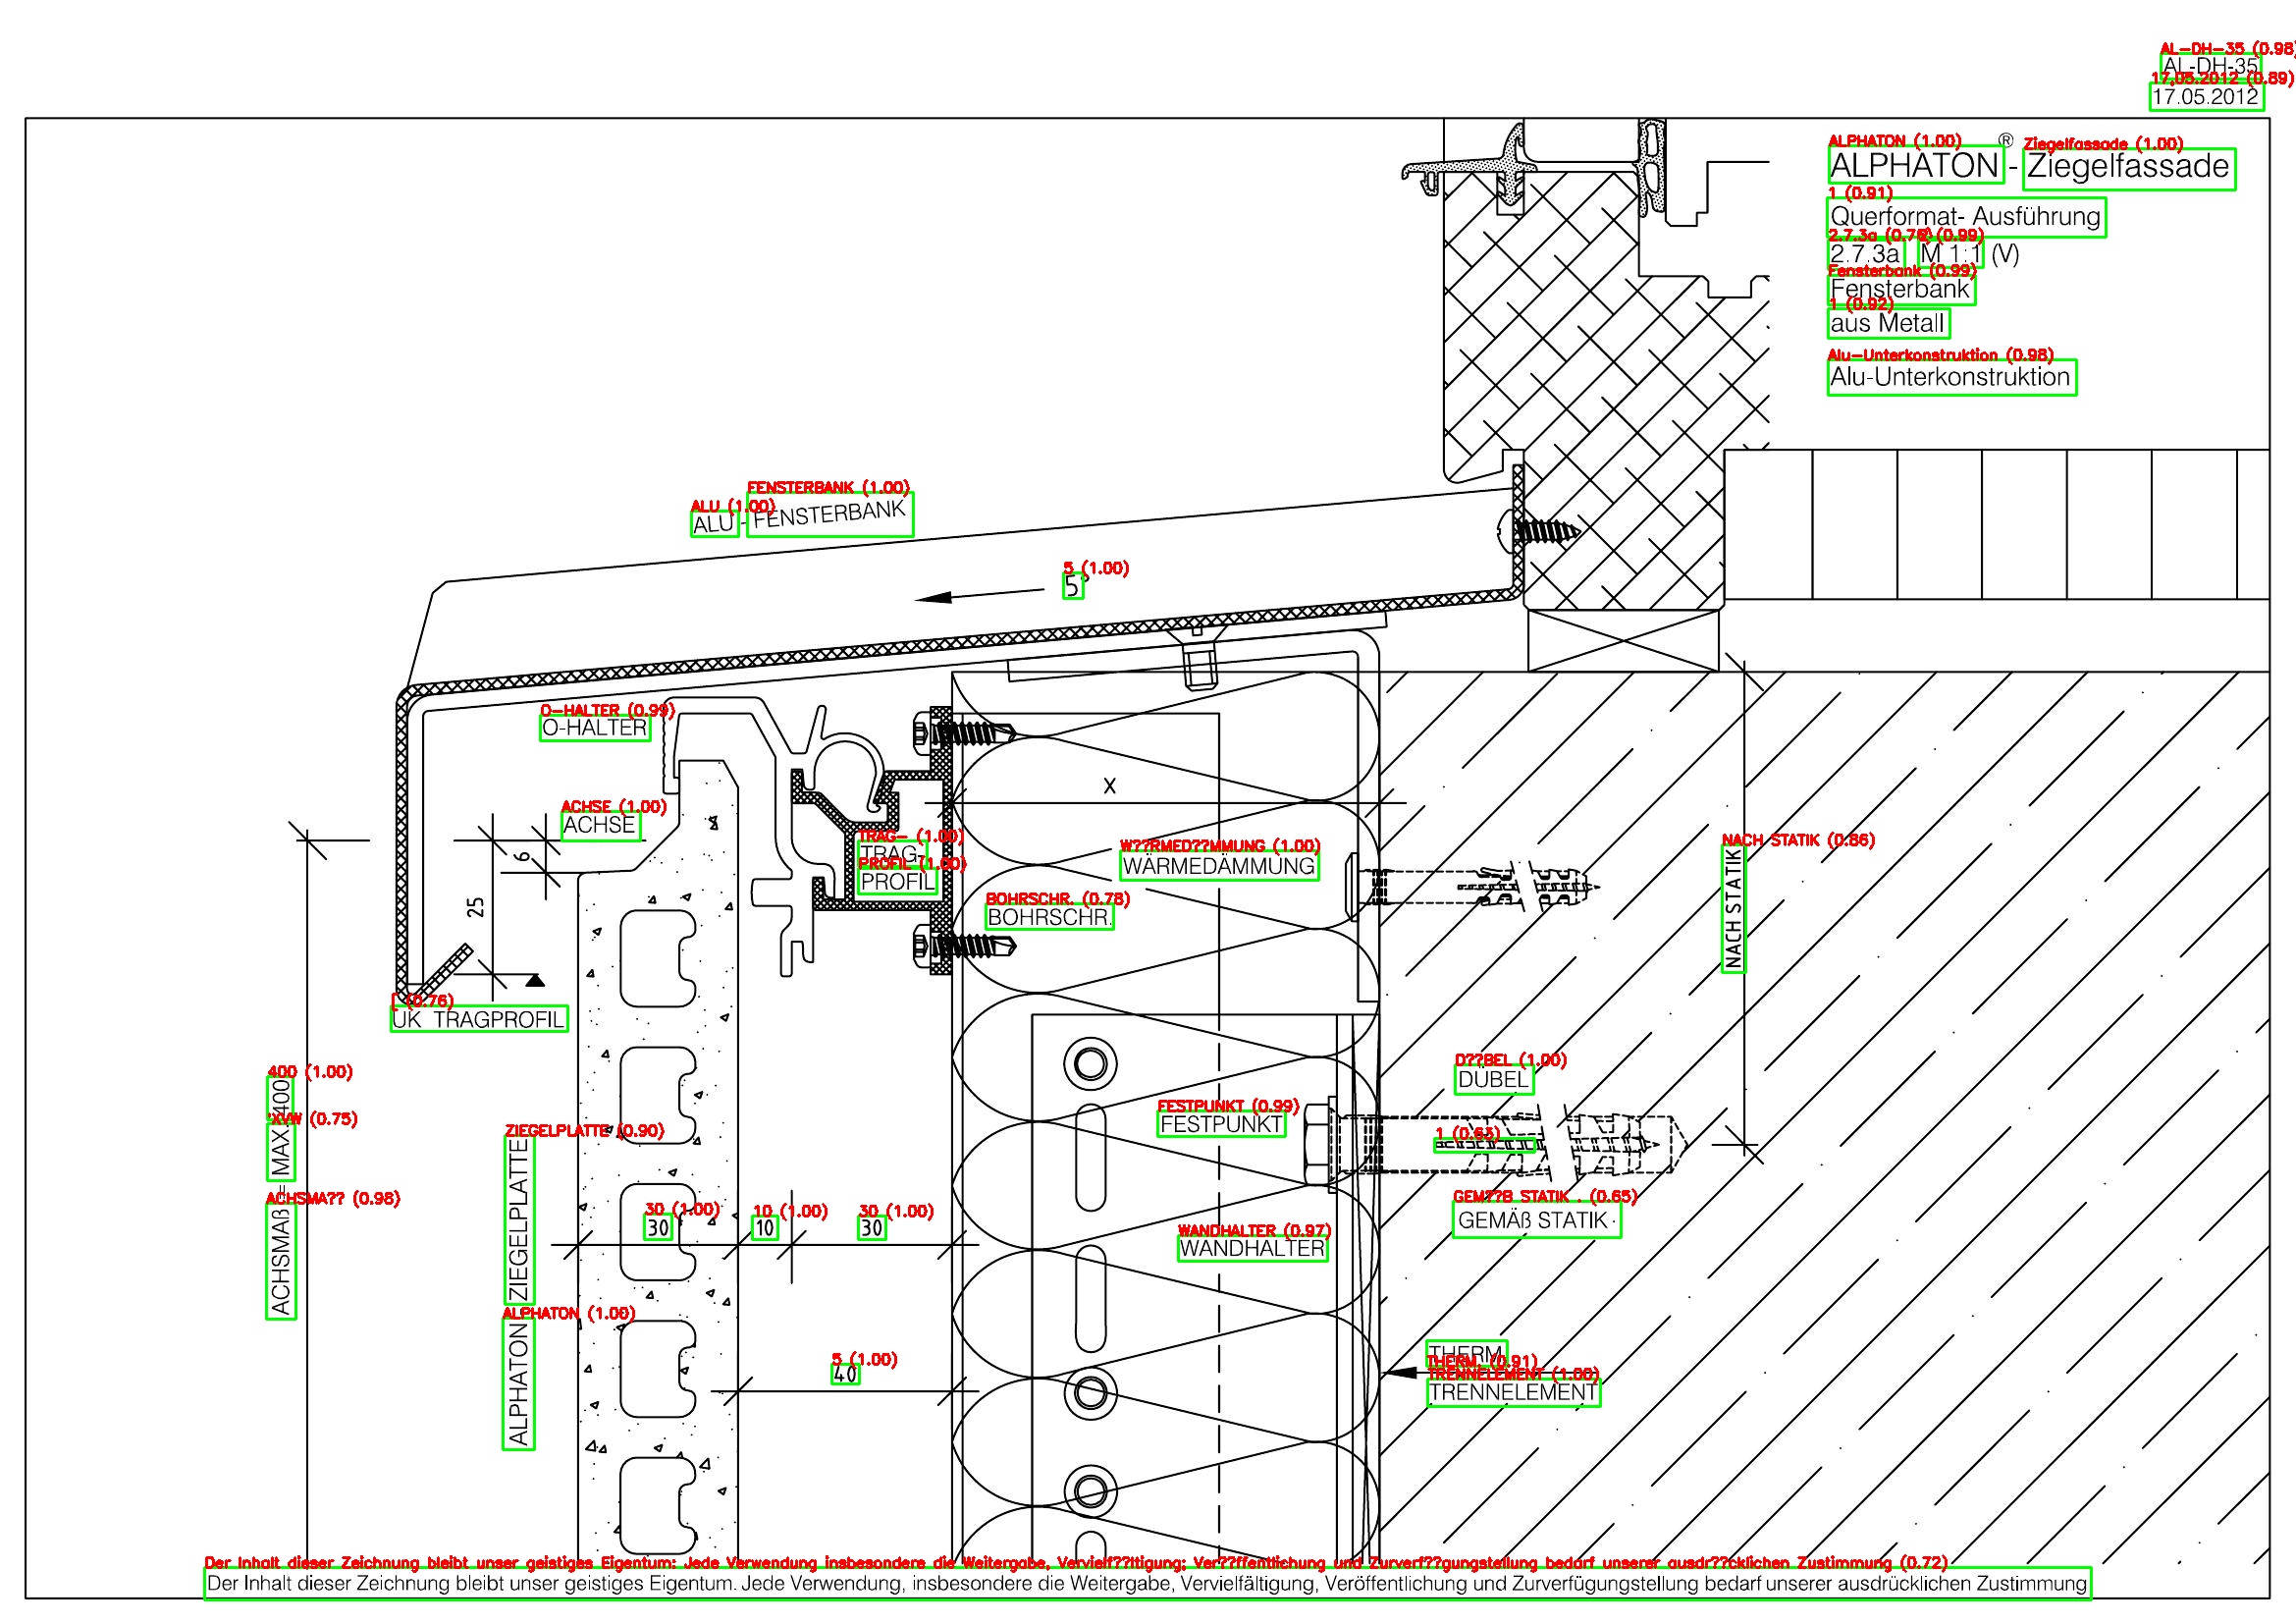 AL-DH-35 (0.98)
AL-DH-35
17.05.2012 (0.89)
17.05.2012
ALPHATON (1.00) ® Ziegelfassade (1.00)
ALPHATON - Ziegelfassade
1 (0.91)
Querformat- Ausführung
2.7.3a (0.76) (0.99)
2.7.3a M 1:1 (V)
Fensterbank (0.99)
Fensterbank
1 (0.92)
aus Metall
Alu-Unterkonstruktion (0.98)
Alu-Unterkonstruktion
ALU (1.00) FENSTERBANK (1.00)
ALU - FENSTERBANK
5 (1.00)
5°
O-HALTER (0.99)
O-HALTER
X
ACHSE (1.00)
ACHSE
6
25
TRAG- (1.00)
TRAG-
PROFIL (1.00)
PROFIL
W??RMED??MMUNG (1.00)
WÄRMEDÄMMUNG
NACH STATIK (0.86)
NACH STATIK
BOHRSCHR. (0.78)
BOHRSCHR.
[ (0.76)
UK TRAGPROFIL
400 (1.00)
'XVW (0.75)
ACHSMA?? (0.98)
ACHSMAß = MAX. 400
D??BEL (1.00)
DÜBEL
FESTPUNKT (0.99)
FESTPUNKT
1 (0.63)
ZIEGELPLATTE (0.90)
ALPHATON (1.00)
ALPHATON ZIEGELPLATTE
GEM??B STATIK . (0.65)
GEMÄß STATIK .
30 (1.00) 10 (1.00) 30 (1.00)
30 10 30
WANDHALTER (0.97)
WANDHALTER
5 (1.00)
40
THERM.
THERM. (0.91)
TRENNELEMENT (1.00)
TRENNELEMENT
Der Inhalt dieser Zeichnung bleibt unser geistiges Eigentum: Jede Verwendung insbesondere die Weitergabe, Vervielf??ltigung; Ver??ffentlichung und Zurverf??gungstellung bedarf unserer ausdr??cklichen Zustimmung (0.72)
Der Inhalt dieser Zeichnung bleibt unser geistiges Eigentum. Jede Verwendung, insbesondere die Weitergabe, Vervielfältigung, Veröffentlichung und Zurverfügungstellung bedarf unserer ausdrücklichen Zustimmung